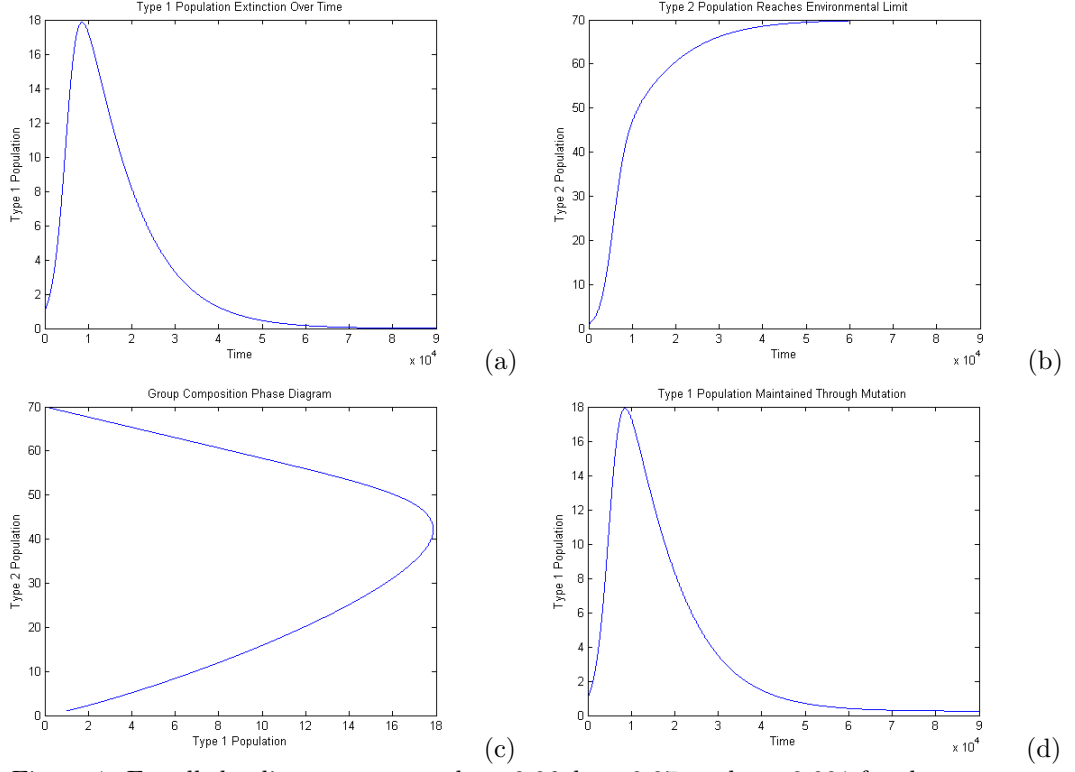 Type 1 Population Extinction Over Time
18
16
14
12
10
8
6
4
2
0
Type 1 Population
0 1 2 3 4 5 6 7 8 9
Time
x 10^4
(a)
Type 2 Population Reaches Environmental Limit
70
60
50
40
30
20
10
0
Type 2 Population
0 1 2 3 4 5 6 7 8 9
Time
x 10^4
(b)
Group Composition Phase Diagram
70
60
50
40
30
20
10
0
Type 2 Population
0 2 4 6 8 10 12 14 16 18
Type 1 Population
(c)
Type 1 Population Maintained Through Mutation
18
16
14
12
10
8
6
4
2
0
Type 1 Population
0 1 2 3 4 5 6 7 8 9
Time
x 10^4
(d)